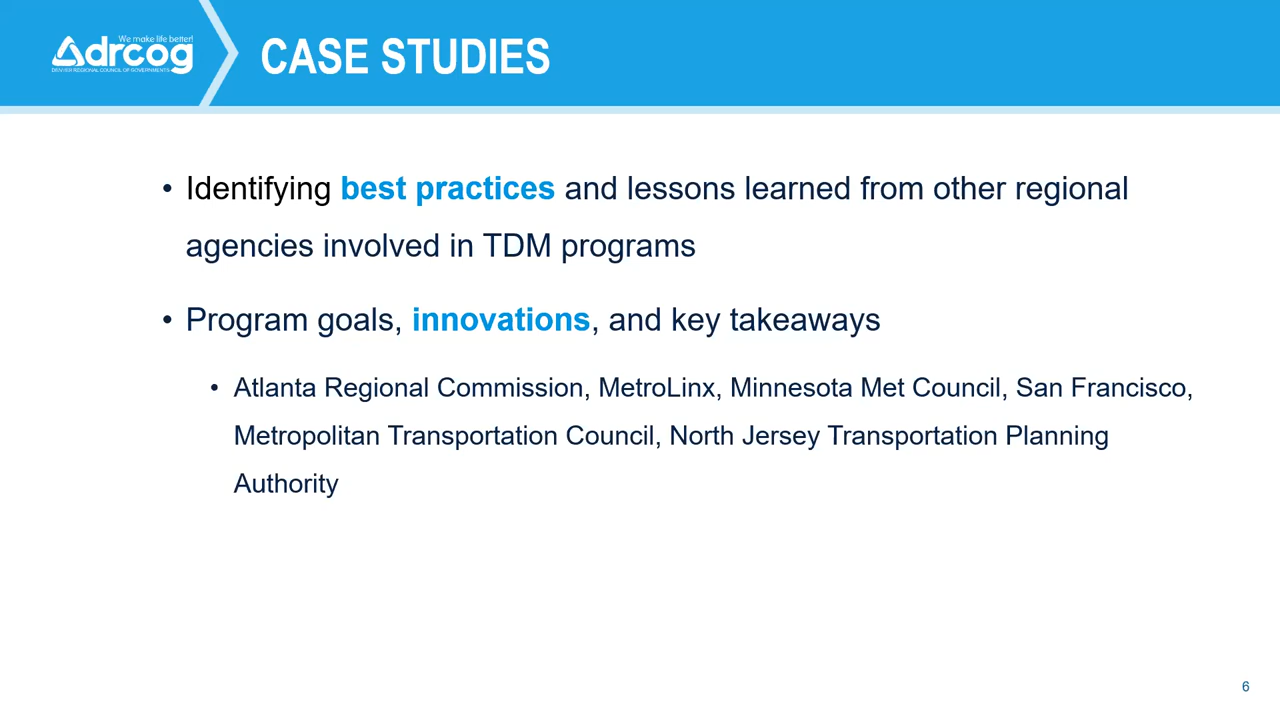 We make life better!
drcog
DENVER REGIONAL COUNCIL OF GOVERNMENTS
CASE STUDIES
• Identifying best practices and lessons learned from other regional
agencies involved in TDM programs
• Program goals, innovations, and key takeaways
• Atlanta Regional Commission, MetroLinx, Minnesota Met Council, San Francisco,
Metropolitan Transportation Council, North Jersey Transportation Planning
Authority
6